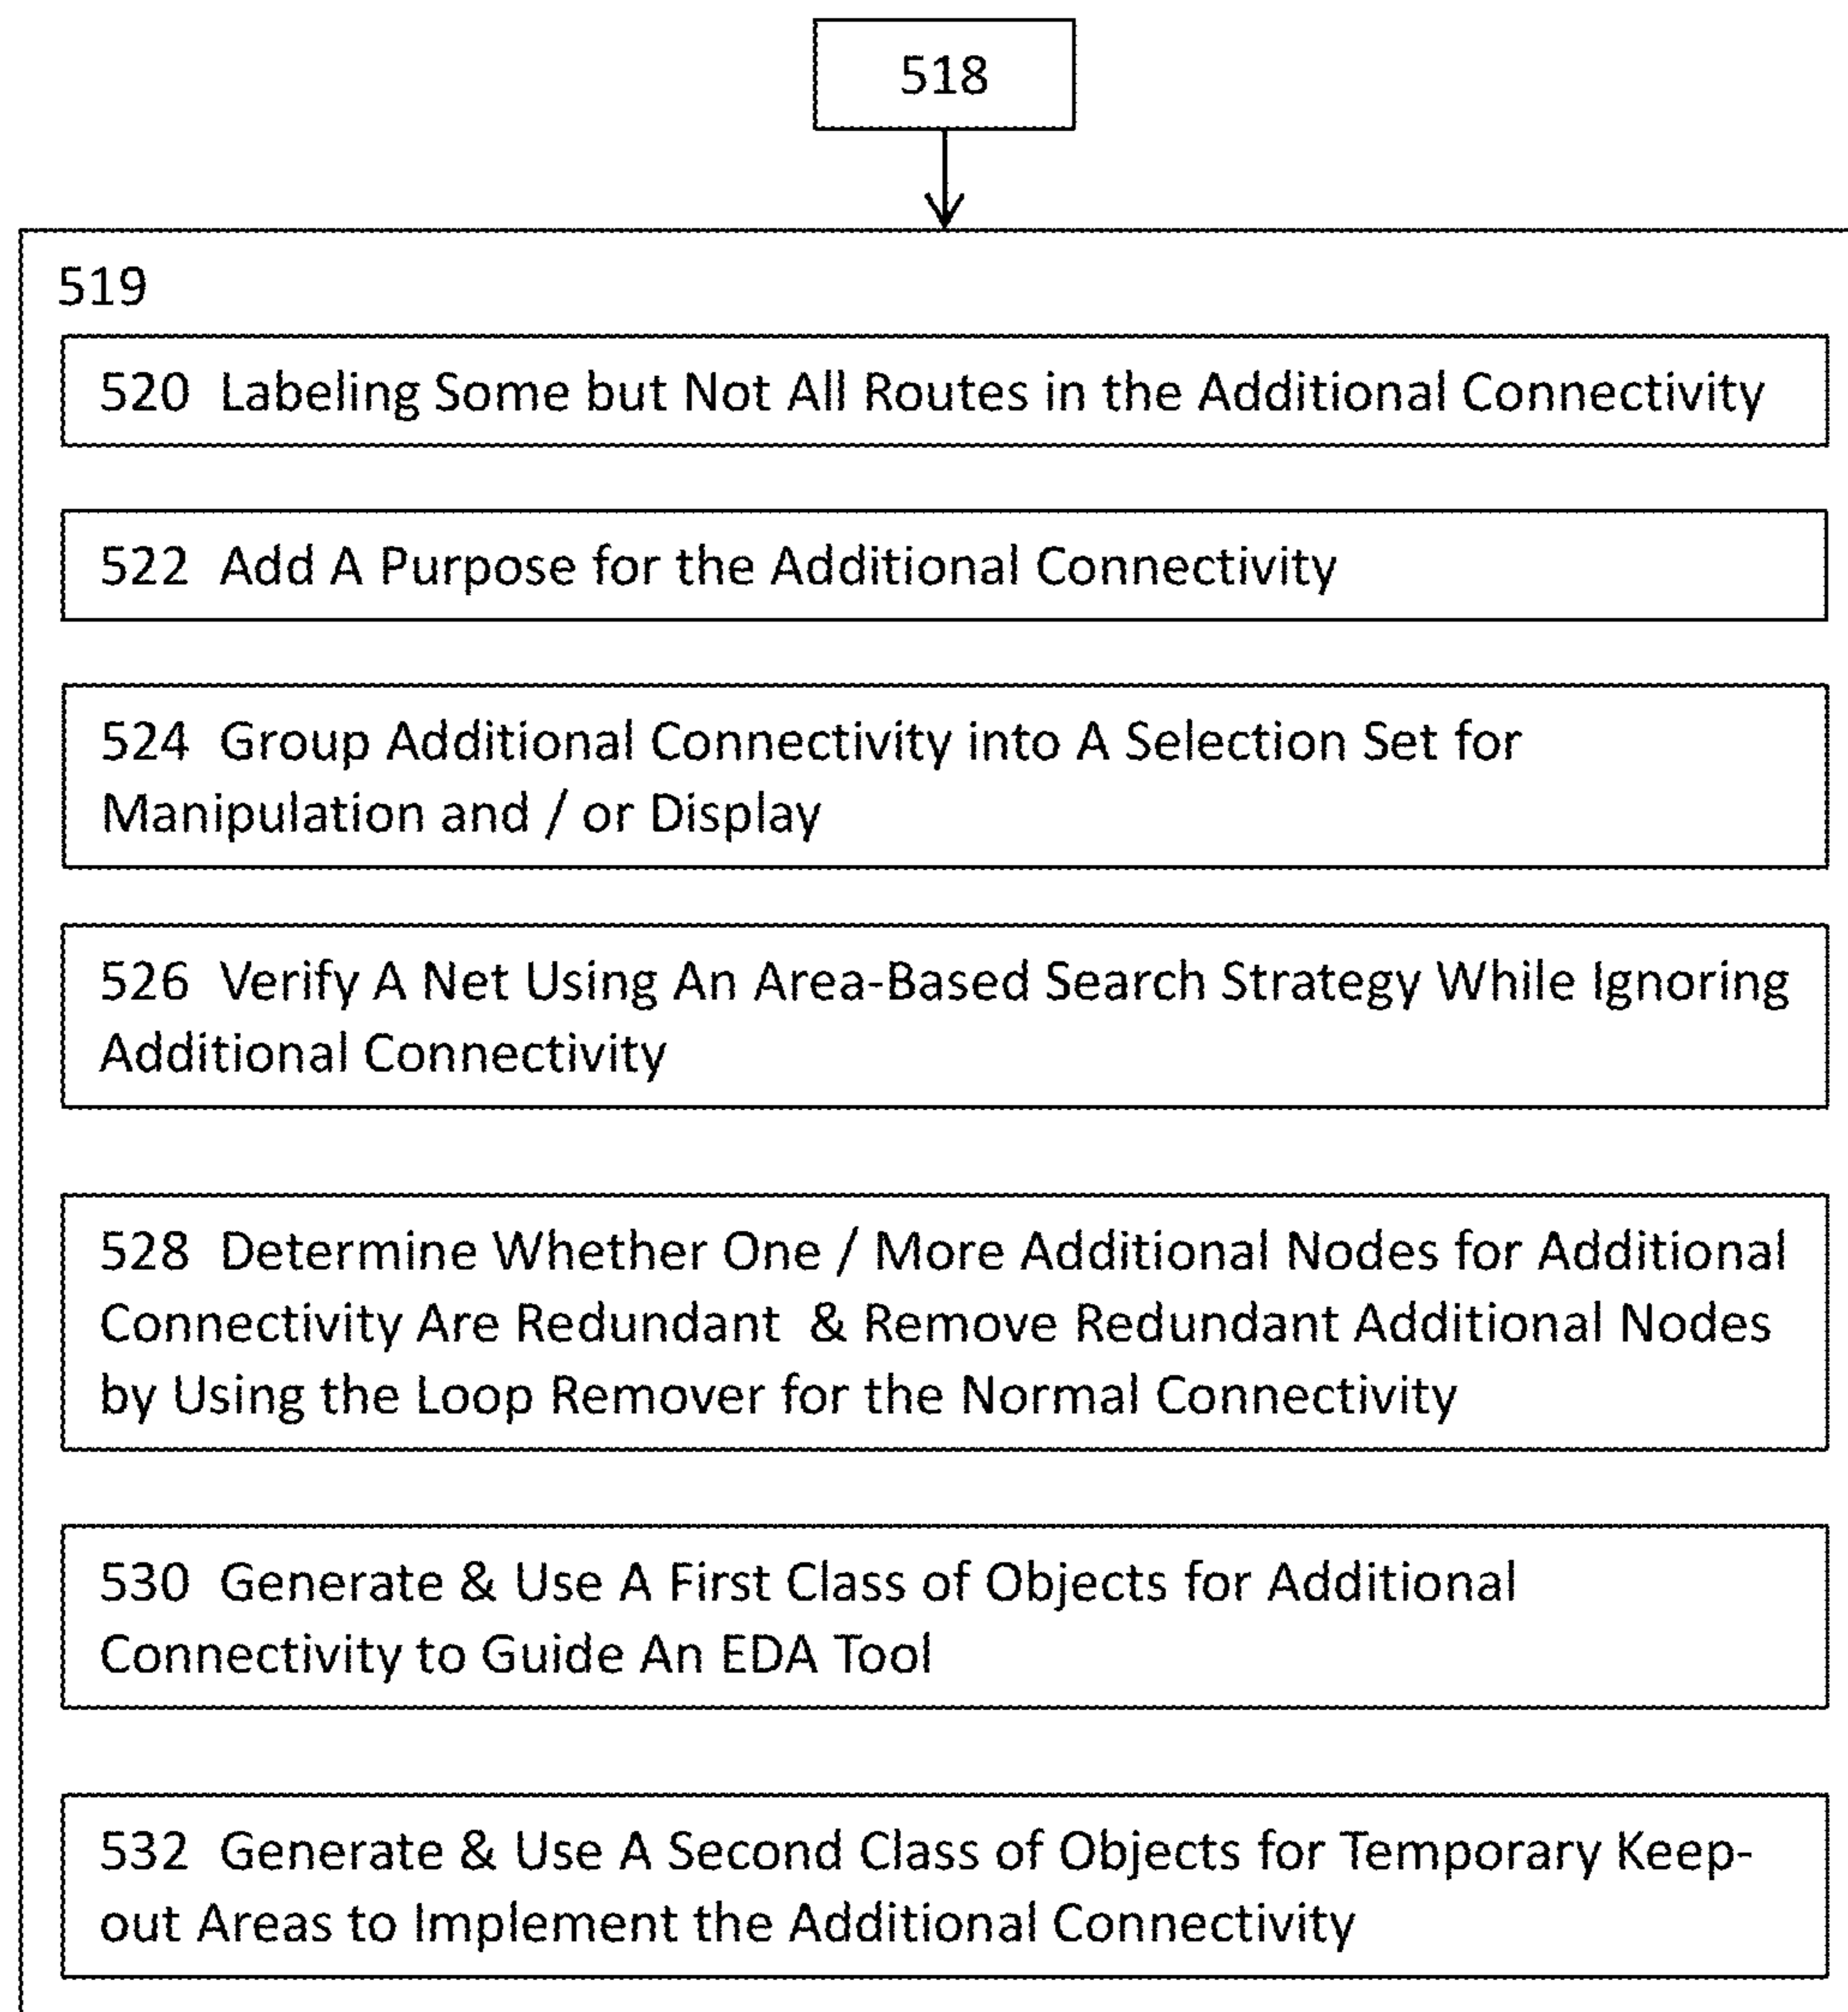 518
519
520 Labeling Some but Not All Routes in the Additional Connectivity
522 Add A Purpose for the Additional Connectivity
524 Group Additional Connectivity into A Selection Set for
Manipulation and / or Display
526 Verify A Net Using An Area-Based Search Strategy While Ignoring
Additional Connectivity
528 Determine Whether One / More Additional Nodes for Additional
Connectivity Are Redundant & Remove Redundant Additional Nodes
by Using the Loop Remover for the Normal Connectivity
530 Generate & Use A First Class of Objects for Additional
Connectivity to Guide An EDA Tool
532 Generate & Use A Second Class of Objects for Temporary Keep-
out Areas to Implement the Additional Connectivity